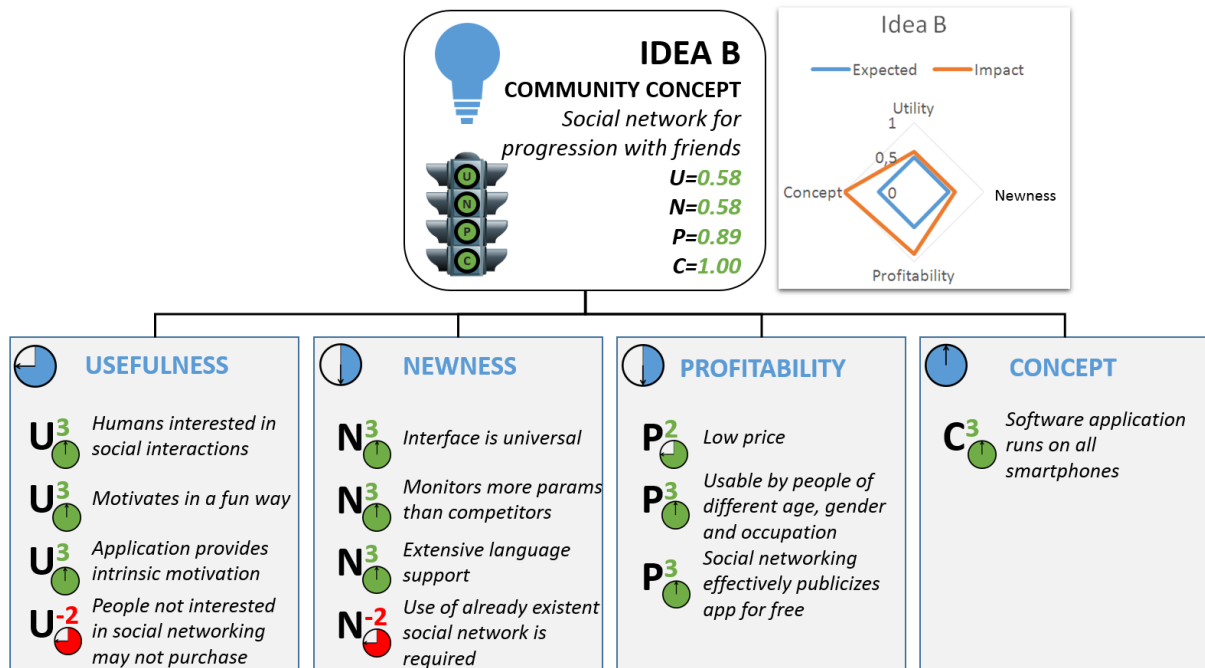 IDEA B
COMMUNITY CONCEPT
Social network for
progression with friends
U=0.58
N=0.58
P=0.89
C=1.00
U
N
P
C
Idea B
Expected
Impact
Utility
1
0,5
0
Concept
Newness
Profitability
USEFULNESS
U3
Humans interested in
social interactions
U3
Motivates in a fun way
U3
Application provides
intrinsic motivation
U-2
People not interested
in social networking
may not purchase
NEWNESS
N3
Interface is universal
N3
Monitors more params
than competitors
N3
Extensive language
support
N-2
Use of already existent
social network is
required
PROFITABILITY
P2
Low price
P3
Usable by people of
different age, gender
and occupation
P3
Social networking
effectively publicizes
app for free
CONCEPT
C3
Software application
runs on all
smartphones